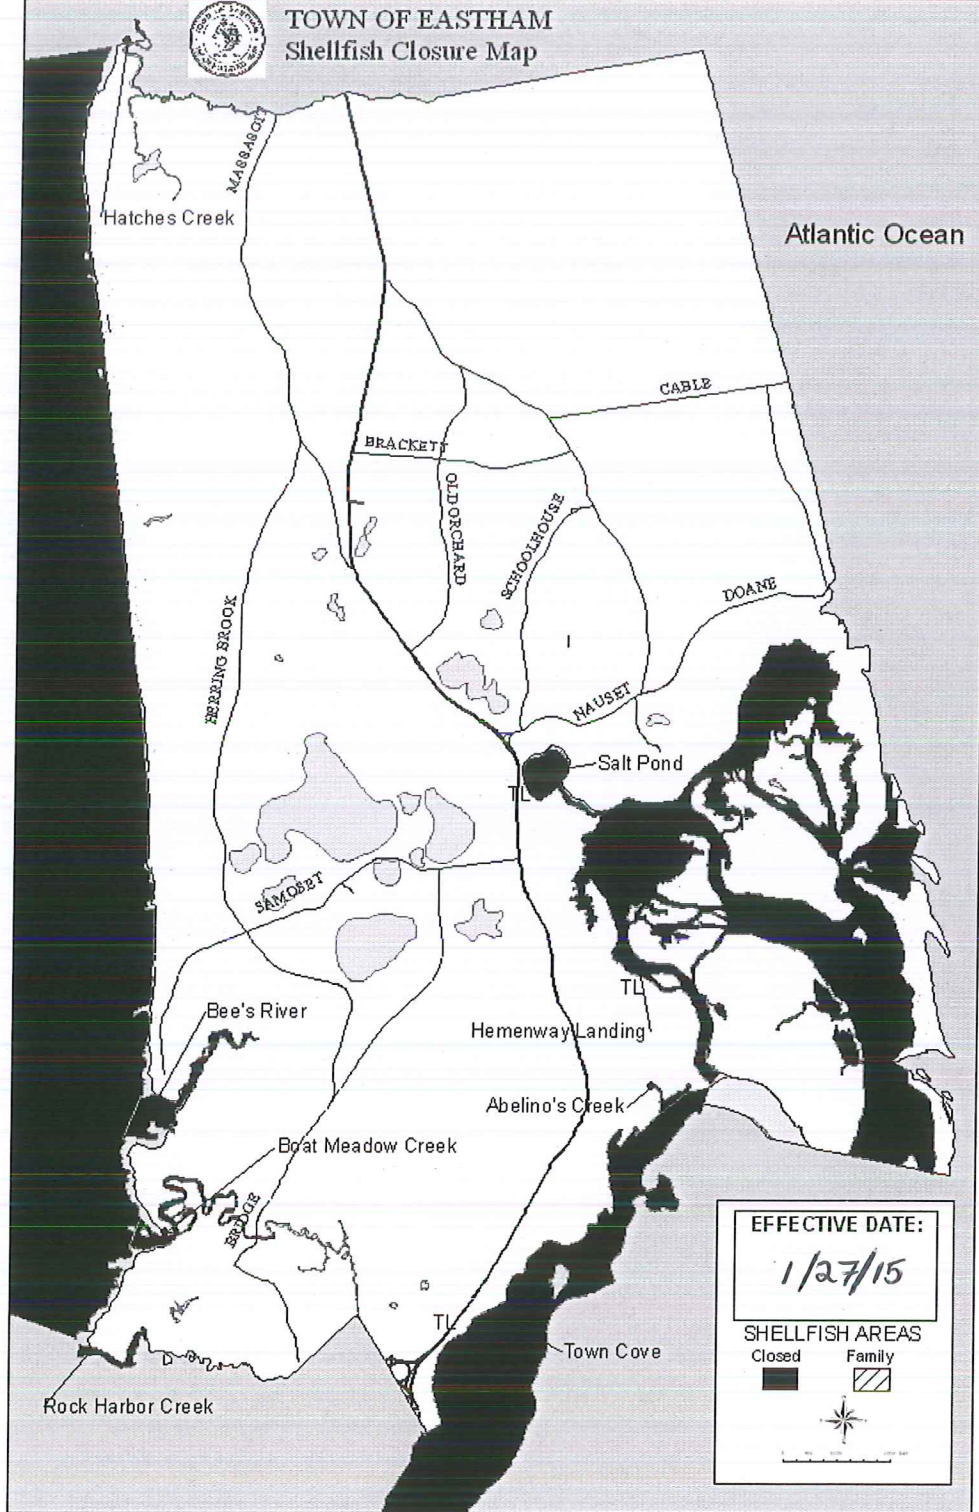 TOWN OF EASTHAM
Shellfish Closure Map
MASSASOIT
Hatches Creek
Atlantic Ocean
CABLE
BRACKETT
OLD ORCHARD
SCHOOLHOUSE
DOANE
HERRING BROOK
NAUSET
Salt Pond
TL
SAMOSET
TL
Bee's River
Hemenway Landing
Abelino's Creek
Boat Meadow Creek
BRIDGE
EFFECTIVE DATE:
1/27/15
TL
SHELLFISH AREAS
Closed Family
Town Cove
Rock Harbor Creek